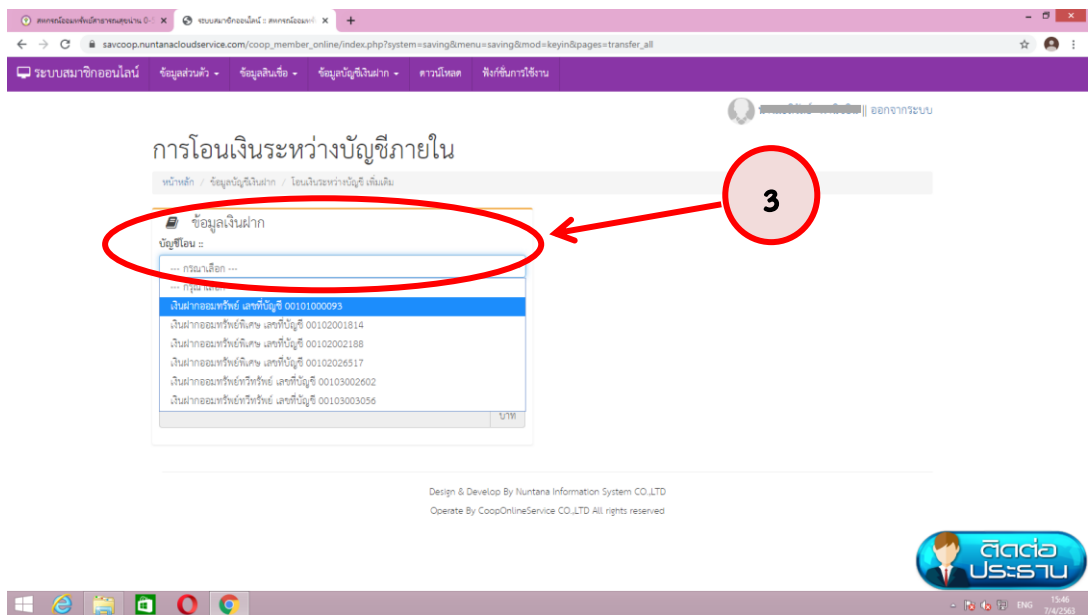 สหกรณ์ออมทรัพย์สาธารณสุขน่าน 0-5
ระบบสมาชิกออนไลน์ :: สหกรณ์ออมทรั
savcoop.nuntanacloudservice.com/coop_member_online/index.php?system=saving&menu=saving&mod=keyin&pages=transfer_all
ระบบสมาชิกออนไลน์ ข้อมูลส่วนตัว ข้อมูลสินเชื่อ ข้อมูลบัญชีเงินฝาก ดาวน์โหลด ฟังก์ชั่นการใช้งาน
|| ออกจากระบบ
การโอนเงินระหว่างบัญชีภายใน
หน้าหลัก / ข้อมูลบัญชีเงินฝาก / โอนเงินระหว่างบัญชี เพิ่มเติม
3
ข้อมูลเงินฝาก
บัญชีโอน ::
--- กรุณาเลือก ---
--- กรุณาเลือก
เงินฝากออมทรัพย์ เลขที่บัญชี 00101000093
เงินฝากออมทรัพย์พิเศษ เลขที่บัญชี 00102001814
เงินฝากออมทรัพย์พิเศษ เลขที่บัญชี 00102002188
เงินฝากออมทรัพย์พิเศษ เลขที่บัญชี 00102026517
เงินฝากออมทรัพย์ทวีทรัพย์ เลขที่บัญชี 00103002602
เงินฝากออมทรัพย์ทวีทรัพย์ เลขที่บัญชี 00103003056
บาท
Design & Develop By Nuntana Information System CO.,LTD
Operate By CoopOnlineService CO.,LTD All rights reserved
ติดต่อ
ประธาน
ENG 15:46
7/4/2563